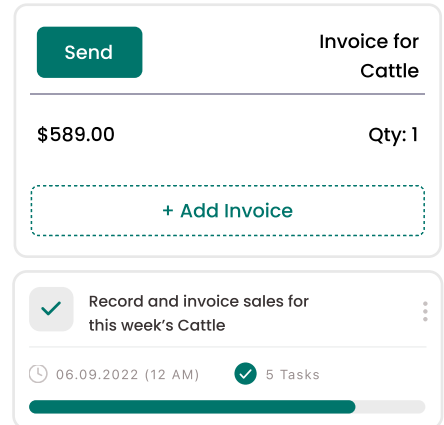 Send
Invoice for
Cattle
$589.00
Qty: 1
+ Add Invoice
Record and invoice sales for
this week’s Cattle
06.09.2022 (12 AM)
5 Tasks